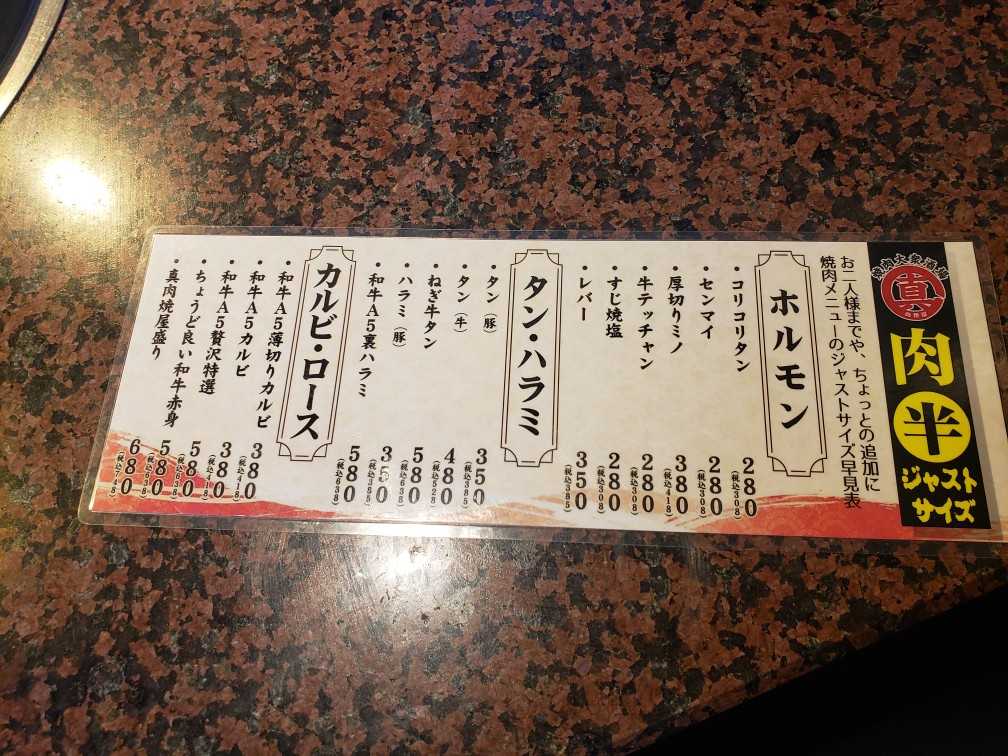 真
肉
半
ジャスト
サイズ
お二人様までや、ちょっとの追加に
焼肉メニューのジャストサイズ早見表
ホルモン
・コリコリタン 280(税込308)
・センマイ 280(税込308)
・厚切りミノ 380(税込418)
・牛テッチャン 280(税込308)
・すじ焼塩 280(税込308)
・レバー 350(税込385)
タン・ハラミ
・タン(豚) 350(税込385)
・タン(牛) 480(税込528)
・ねぎ牛タン 580(税込638)
・ハラミ(豚) 350(税込385)
・和牛A5裏ハラミ 580(税込638)
カルビ・ロース
・和牛A5薄切りカルビ 380(税込418)
・和牛A5カルビ 380(税込418)
・和牛A5贅沢特選 580(税込638)
・ちょうど良い和牛赤身 580(税込638)
・真肉焼屋盛り 680(税込748)